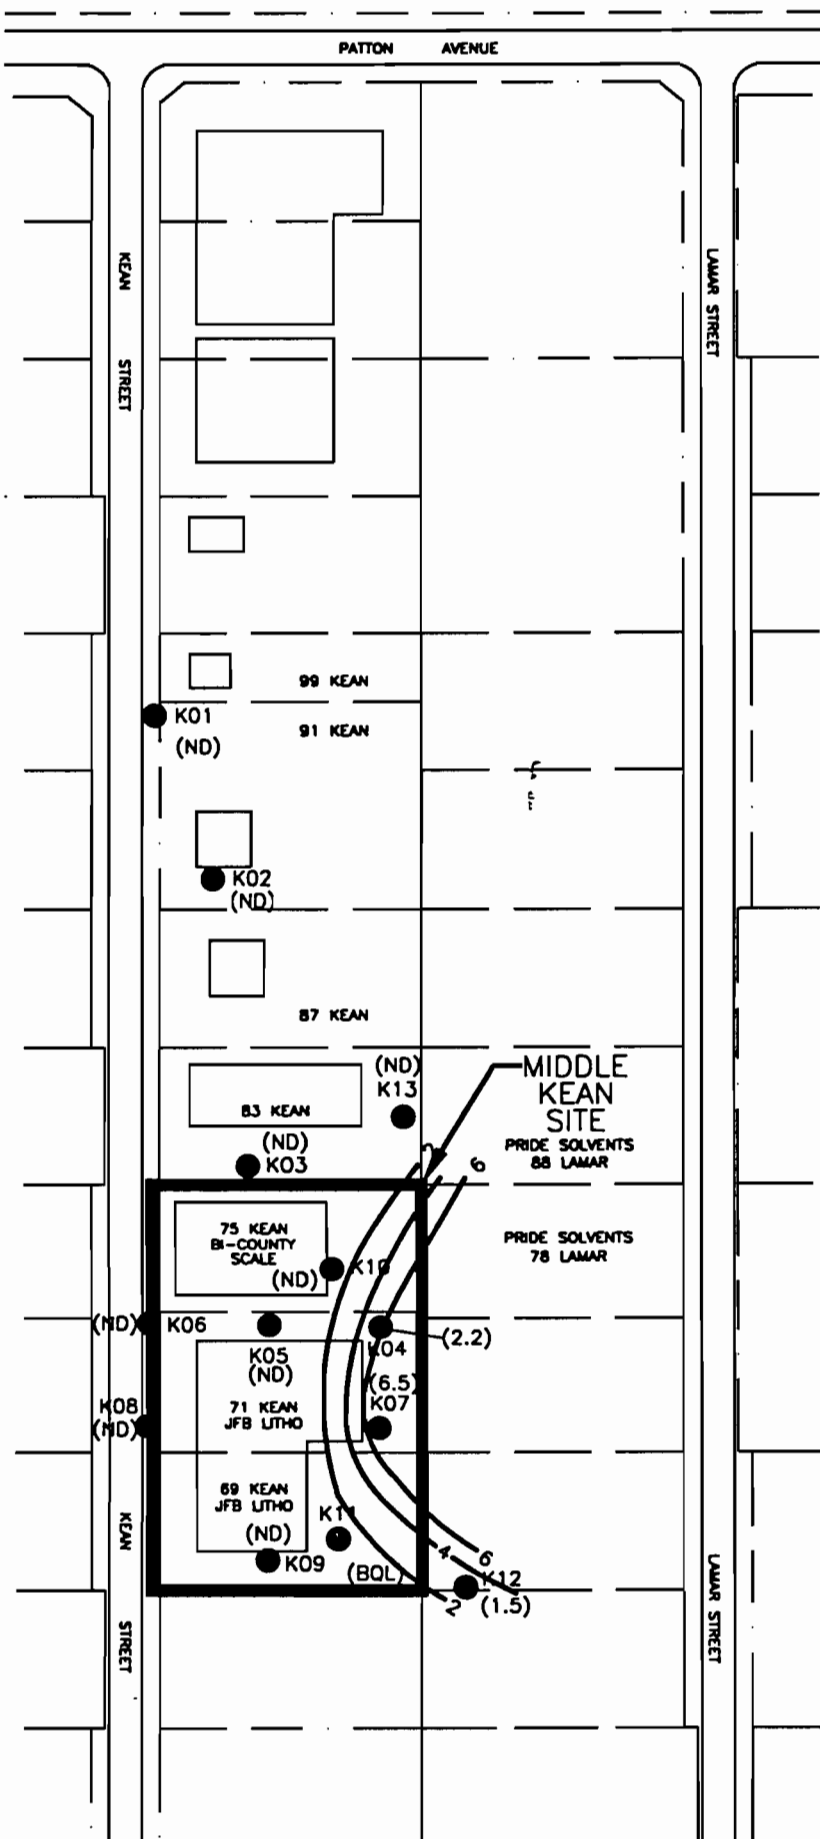 PATTON AVENUE
KEAN STREET
LAMAR STREET
99 KEAN
K01
91 KEAN
(ND)
K02
(ND)
87 KEAN
(ND)
K13
MIDDLE
KEAN
SITE
83 KEAN
(ND)
K03
2
6
PRIDE SOLVENTS
88 LAMAR
75 KEAN
BI-COUNTY
SCALE
PRIDE SOLVENTS
78 LAMAR
(ND)
K10
(ND)
K06
K05
(ND)
K04
(2.2)
(6.5)
K07
K08
(ND)
71 KEAN
JFB LITHO
69 KEAN
JFB LITHO
K11
(ND)
K09
(BQL)
4
6
2
K12
(1.5)
KEAN STREET
LAMAR STREET